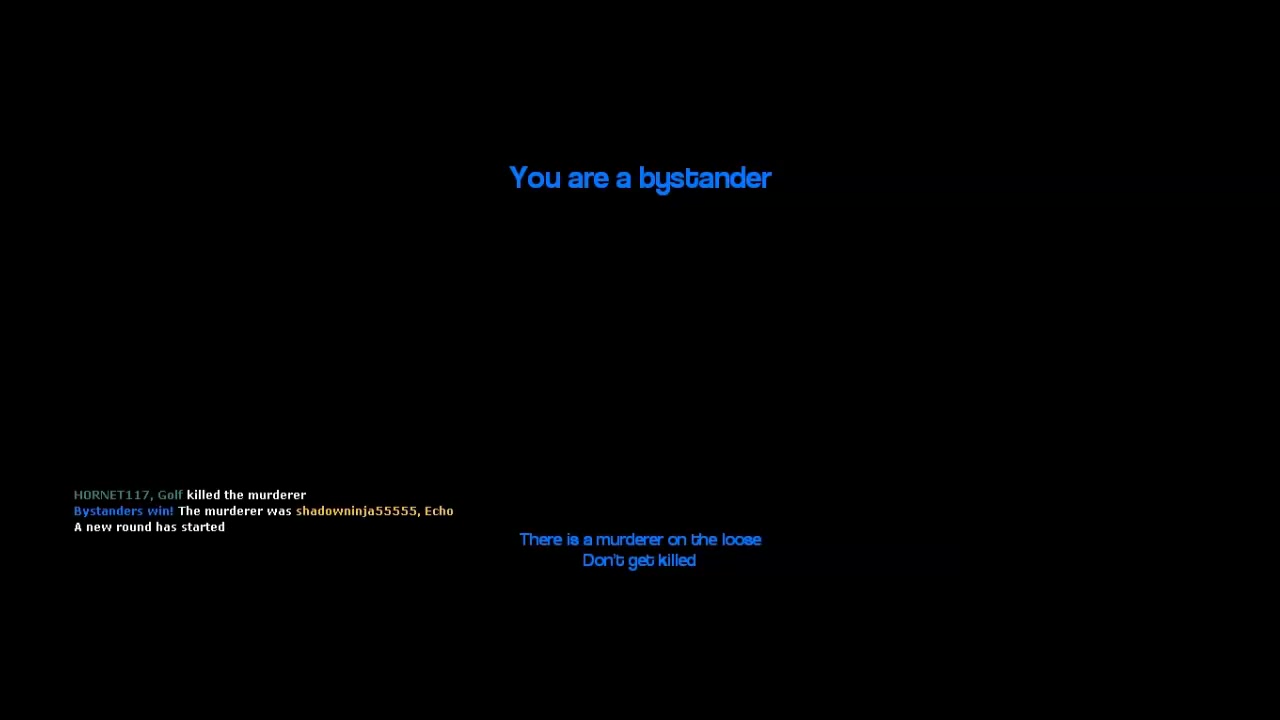 You are a bystander
HORNET117, Golf killed the murderer
Bystanders win! The murderer was shadowninja55555, Echo
A new round has started
There is a murderer on the loose
Don't get killed